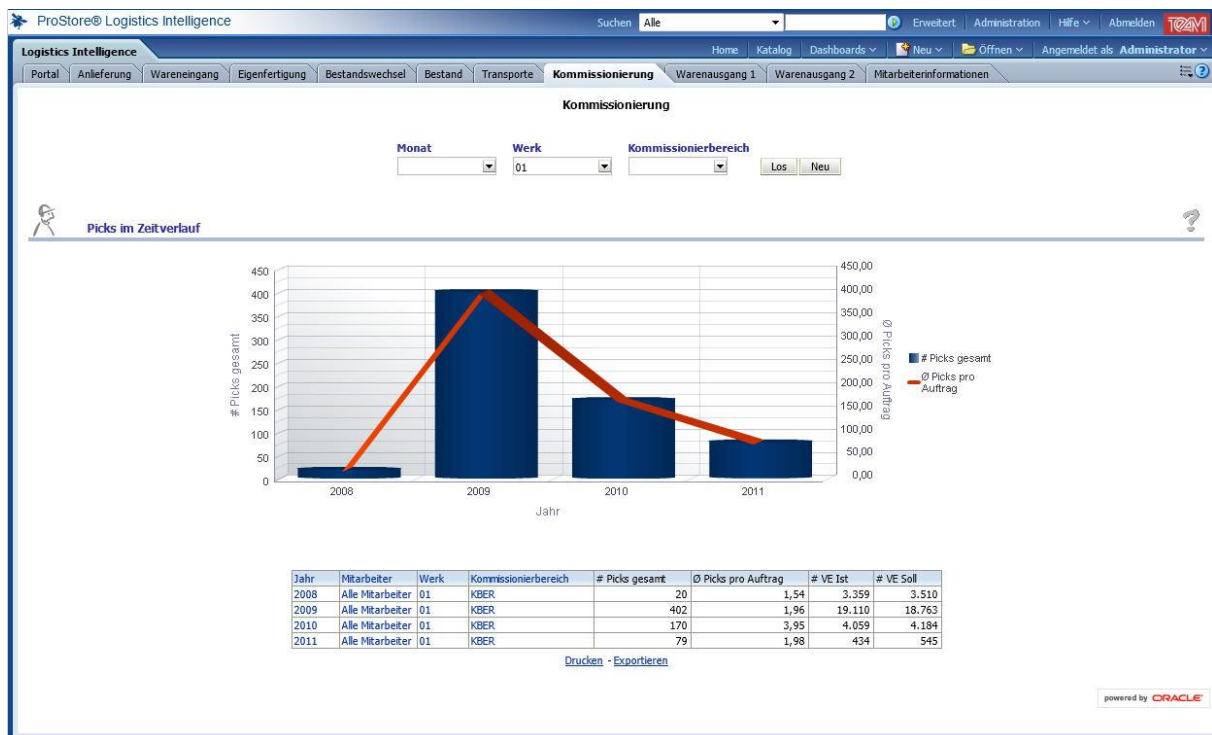 ProStore® Logistics Intelligence
Suchen Alle Erweitert Administration Hilfe Abmelden TEAM
Logistics Intelligence Home Katalog Dashboards Neu Öffnen Angemeldet als Administrator
Portal Anlieferung Wareneingang Eigenfertigung Bestandswechsel Bestand Transporte Kommissionierung Warenausgang 1 Warenausgang 2 Mitarbeiterinformationen
Kommissionierung
Monat Werk Kommissionierbereich
01 Los Neu
Picks im Zeitverlauf
450 450,00
400 400,00
350 350,00
300 300,00
250 250,00
200 200,00
150 150,00
100 100,00
50 50,00
0 0,00
# Picks gesamt
Ø Picks pro Auftrag
# Picks gesamt
Ø Picks pro
Auftrag
2008 2009 2010 2011
Jahr
Jahr Mitarbeiter Werk Kommissionierbereich # Picks gesamt Ø Picks pro Auftrag # VE Ist # VE Soll
2008 Alle Mitarbeiter 01 KBER 20 1,54 3.359 3.510
2009 Alle Mitarbeiter 01 KBER 402 1,96 19.110 18.763
2010 Alle Mitarbeiter 01 KBER 170 3,95 4.059 4.184
2011 Alle Mitarbeiter 01 KBER 79 1,98 434 545
Drucken - Exportieren
powered by ORACLE